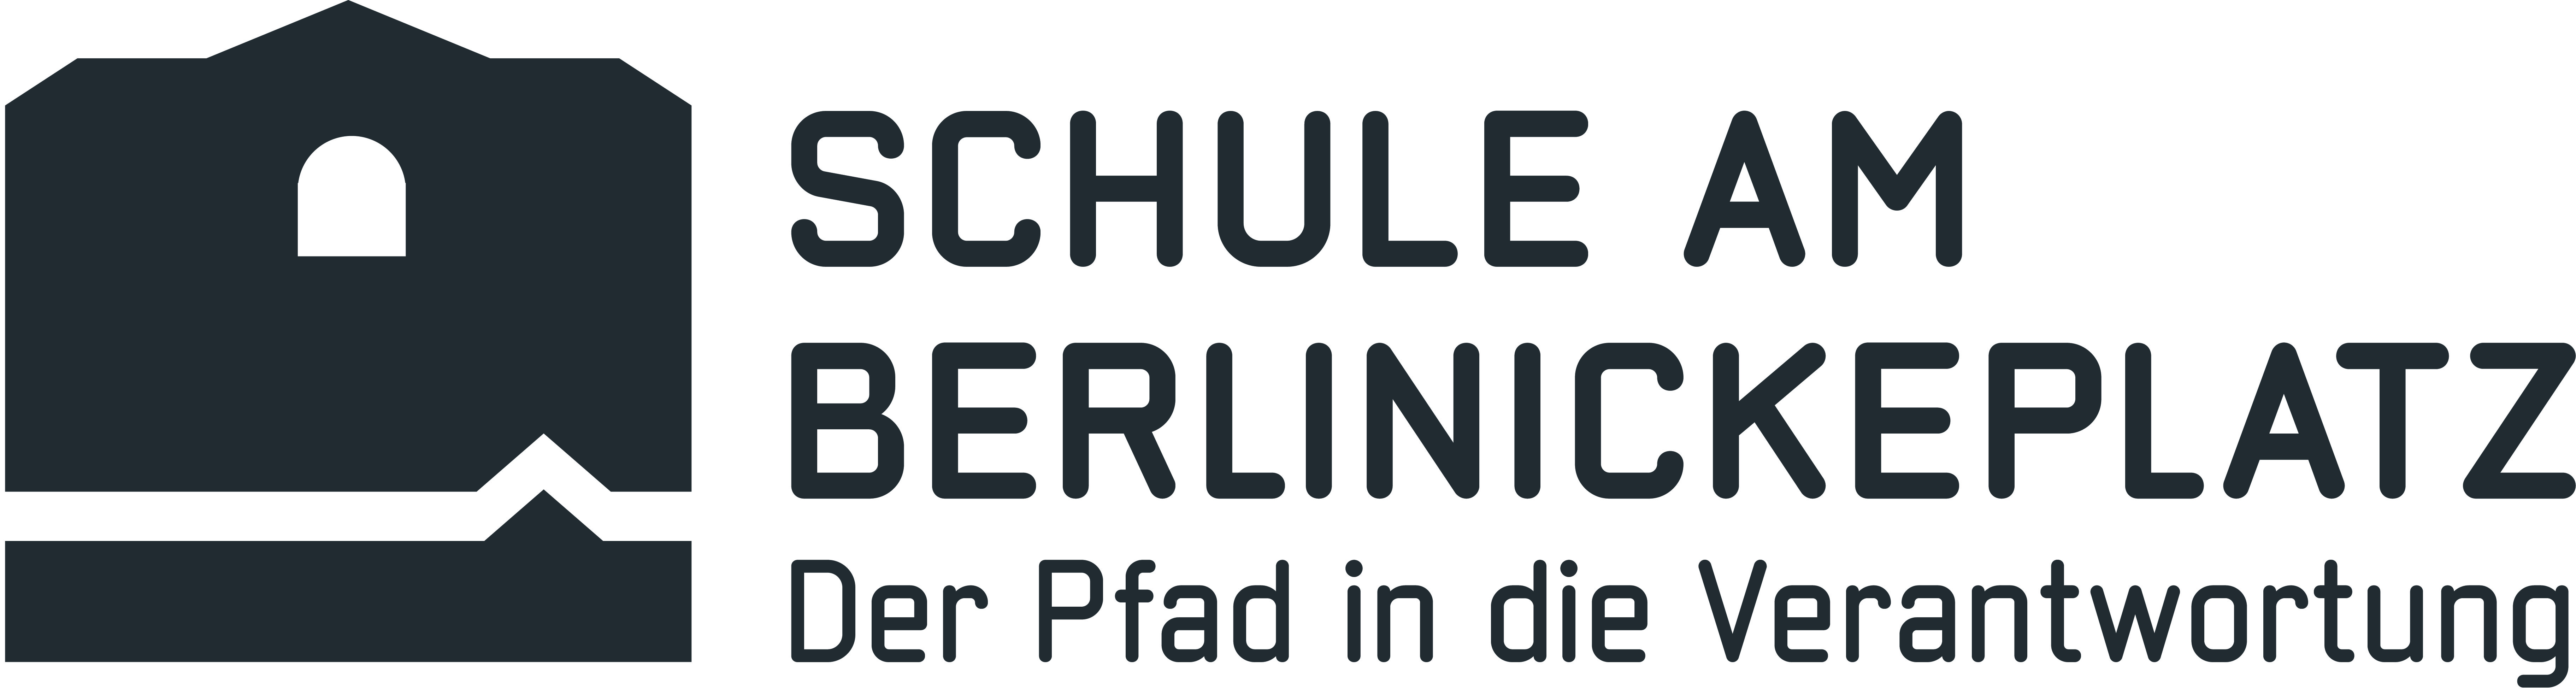 SCHULE AM
BERLINICKEPLATZ
Der Pfad in die Verantwortung